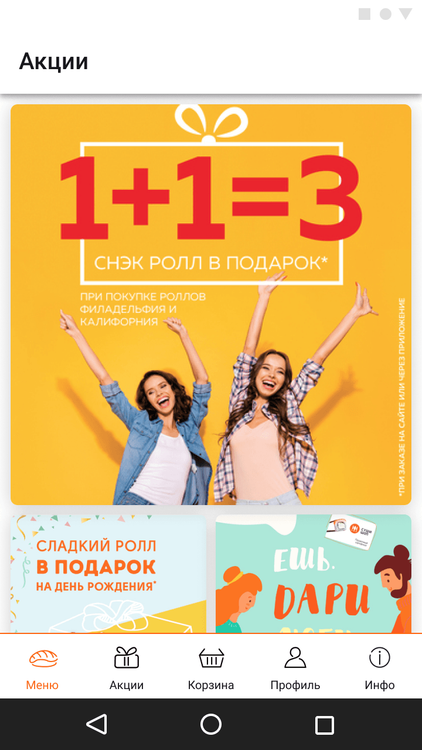 Акции
1+1=3
СНЭК РОЛЛ В ПОДАРОК*
ПРИ ПОКУПКЕ РОЛЛОВ
ФИЛАДЕЛЬФИЯ И
КАЛИФОРНИЯ
*ПРИ ЗАКАЗЕ НА САЙТЕ ИЛИ ЧЕРЕЗ ПРИЛОЖЕНИЕ
СЛАДКИЙ РОЛЛ
В ПОДАРОК
НА ДЕНЬ РОЖДЕНИЯ*
ЕШЬ.
ДАРИ
Меню
Акции
Корзина
Профиль
Инфо